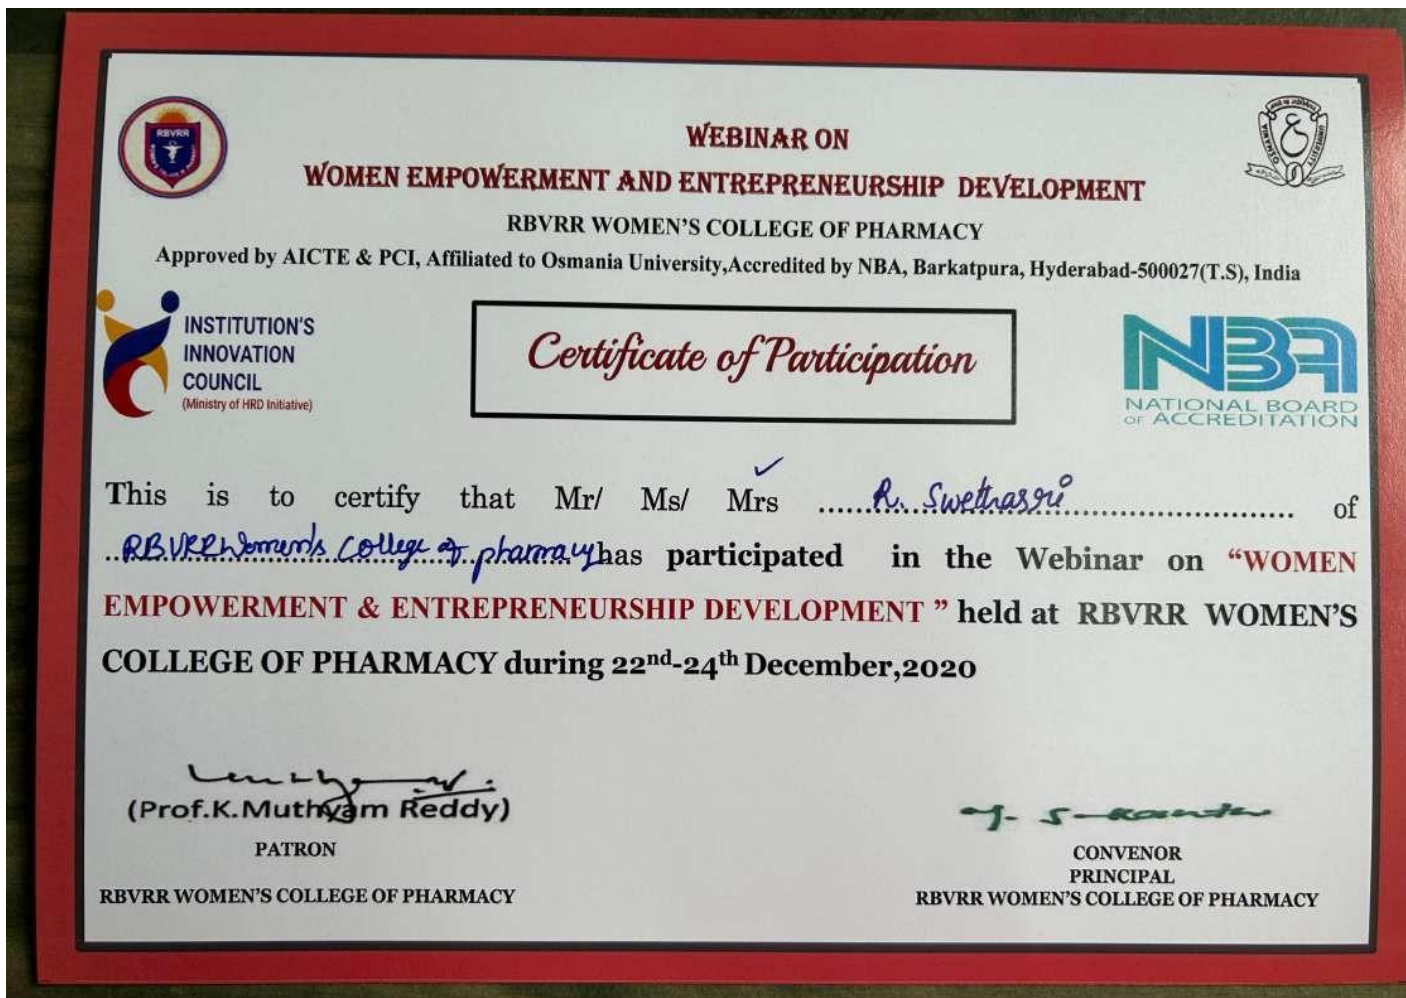 RBVRR
WEBINAR ON
WOMEN EMPOWERMENT AND ENTREPRENEURSHIP DEVELOPMENT
RBVRR WOMEN'S COLLEGE OF PHARMACY
Approved by AICTE & PCI, Affiliated to Osmania University,Accredited by NBA, Barkatpura, Hyderabad-500027(T.S), India
INSTITUTION'S
INNOVATION
COUNCIL
(Ministry of HRD Initiative)
Certificate of Participation
NBA
NATIONAL BOARD
OF ACCREDITATION
This is to certify that Mr/ Ms/ Mrs R. Swethasri of
RBVRR Women's College of pharmacy has participated in the Webinar on “WOMEN
EMPOWERMENT & ENTREPRENEURSHIP DEVELOPMENT ” held at RBVRR WOMEN'S
COLLEGE OF PHARMACY during 22nd-24th December,2020
(Prof.K.Muthyam Reddy)
PATRON
RBVRR WOMEN'S COLLEGE OF PHARMACY
CONVENOR
PRINCIPAL
RBVRR WOMEN'S COLLEGE OF PHARMACY